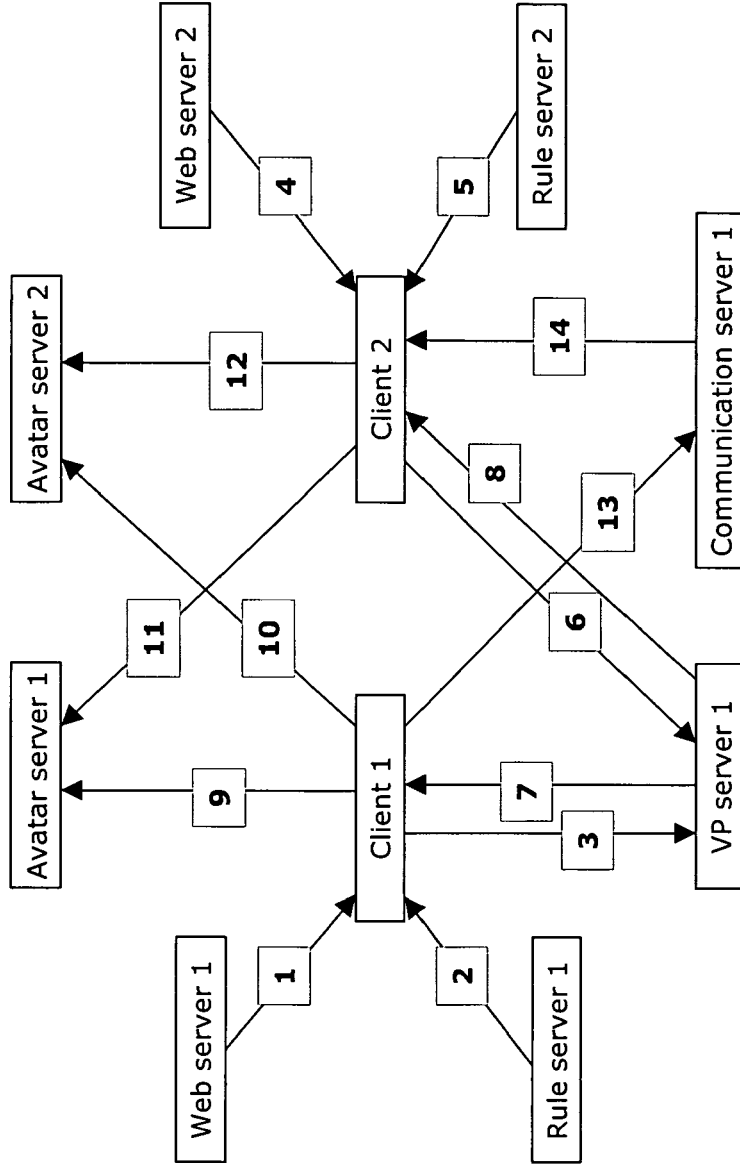 Avatar server 1
Avatar server 2
Web server 1
Web server 2
9
11
10
12
1
4
Client 1
Client 2
2
5
3
7
6
8
13
14
Rule server 1
Rule server 2
VP server 1
Communication server 1